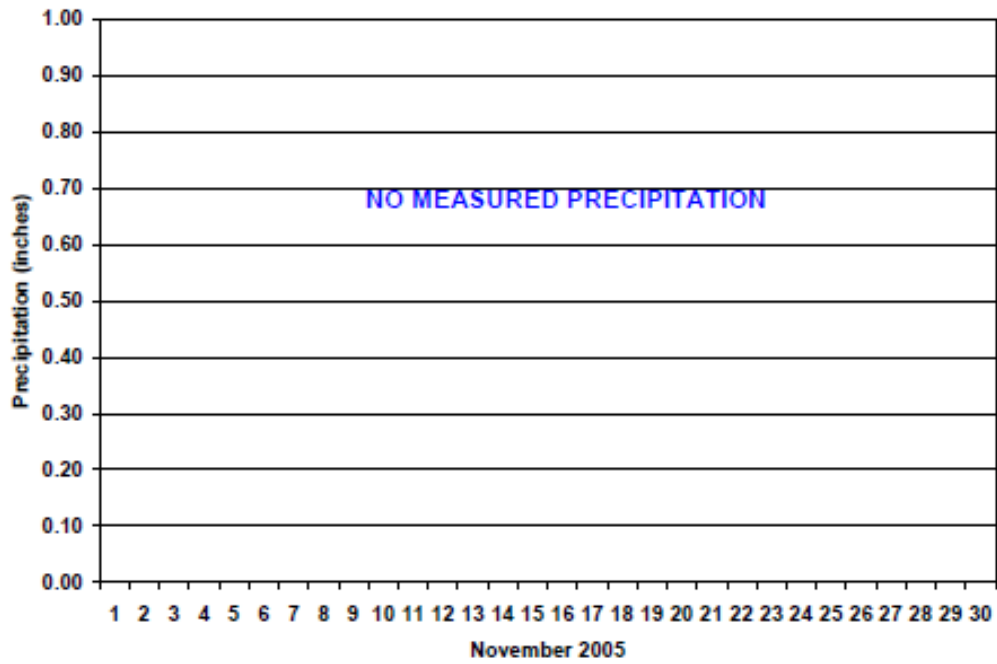 1.00
0.90
0.80
0.70
NO MEASURED PRECIPITATION
0.60
0.50
0.40
0.30
0.20
0.10
0.00
Precipitation (inches)
1 2 3 4 5 6 7 8 9 10 11 12 13 14 15 16 17 18 19 20 21 22 23 24 25 26 27 28 29 30
November 2005